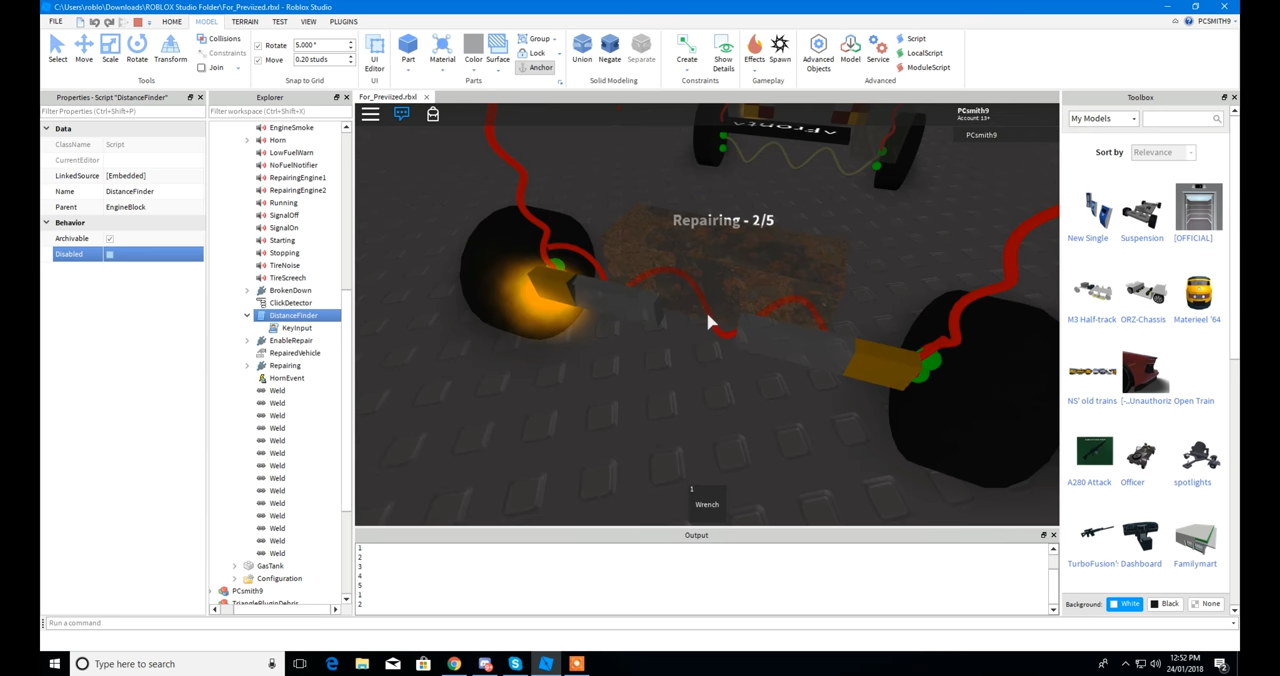 C:\Users\roblo\Downloads\ROBLOX Studio Folder\For_Previized.rbxl - Roblox Studio
FILE HOME MODEL TERRAIN TEST VIEW PLUGINS PCSMITH9
Select Move Scale Rotate Transform
Collisions
Constraints
Join
Tools
Rotate 5.000°
Move 0.20 studs
Snap to Grid
UI Editor
UI
Part Material Color Surface
Group
Lock
Anchor
Parts
Union Negate Separate
Solid Modeling
Create Show Details
Constraints
Effects Spawn
Gameplay
Advanced Objects Model Service
Script
LocalScript
ModuleScript
Advanced
Properties - Script "DistanceFinder"
Filter Properties (Ctrl+Shift+P)
Data
ClassName Script
CurrentEditor
LinkedSource [Embedded]
Name DistanceFinder
Parent EngineBlock
Behavior
Archivable
Disabled
Explorer
Filter workspace (Ctrl+Shift+X)
EngineSmoke
Horn
LowFuelWarn
NoFuelNotifier
RepairingEngine1
RepairingEngine2
Running
SignalOff
SignalOn
Starting
Stopping
TireNoise
TireScreech
BrokenDown
ClickDetector
DistanceFinder
KeyInput
EnableRepair
RepairedVehicle
Repairing
HornEvent
Weld
Weld
Weld
Weld
Weld
Weld
Weld
Weld
Weld
Weld
Weld
Weld
Weld
Weld
GasTank
Configuration
PCsmith9
TrianglePluginDebris
For_Previized.rbxl
PCsmith9
Account: 13+
PCsmith9
Repairing - 2/5
1
Wrench
Output
1
2
3
4
5
1
2
Toolbox
My Models
Sort by Relevance
New Single Suspension [OFFICIAL]
M3 Half-track ORZ-Chassis Materieel '64
NS' old trains [-.Unauthoriz Open Train
A280 Attack Officer spotlights
TurboFusion': Dashboard Familymart
Background: White Black None
Run a command
Type here to search
12:52 PM
24/01/2018
2